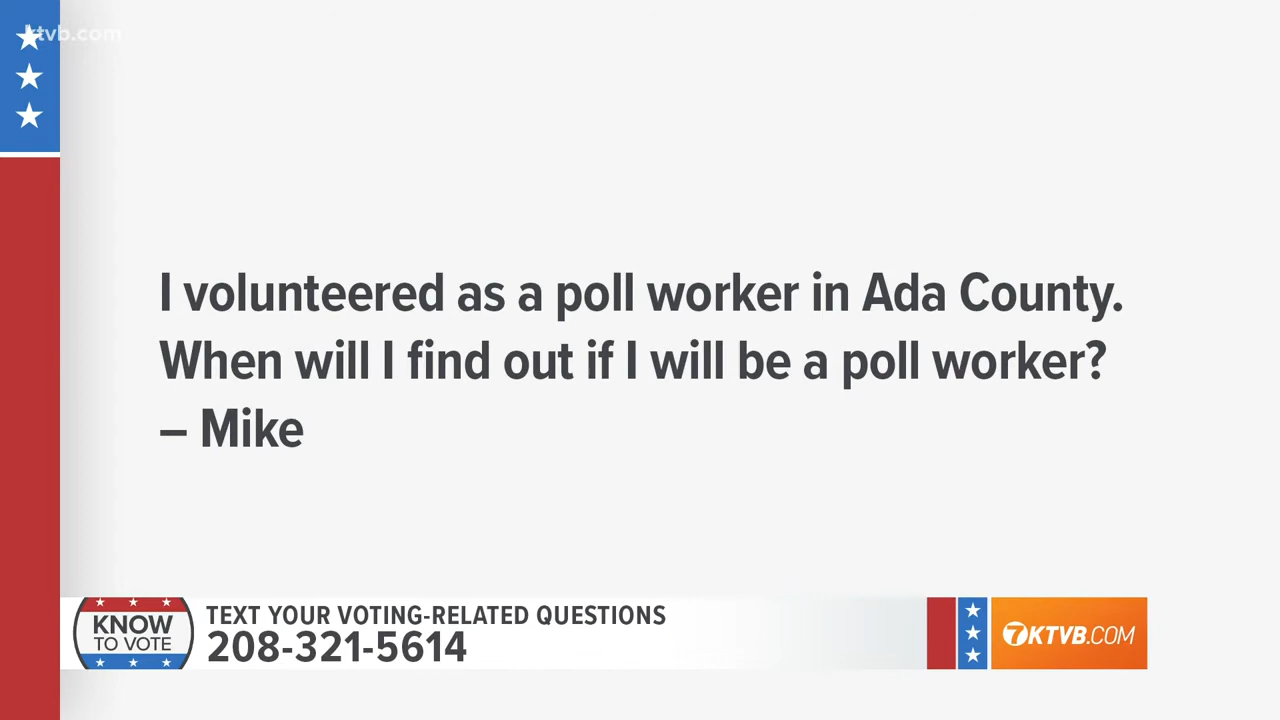 ktvb.com
I volunteered as a poll worker in Ada County.
When will I find out if I will be a poll worker?
– Mike
KNOW
TO VOTE
TEXT YOUR VOTING-RELATED QUESTIONS
208-321-5614
7KTVB.COM